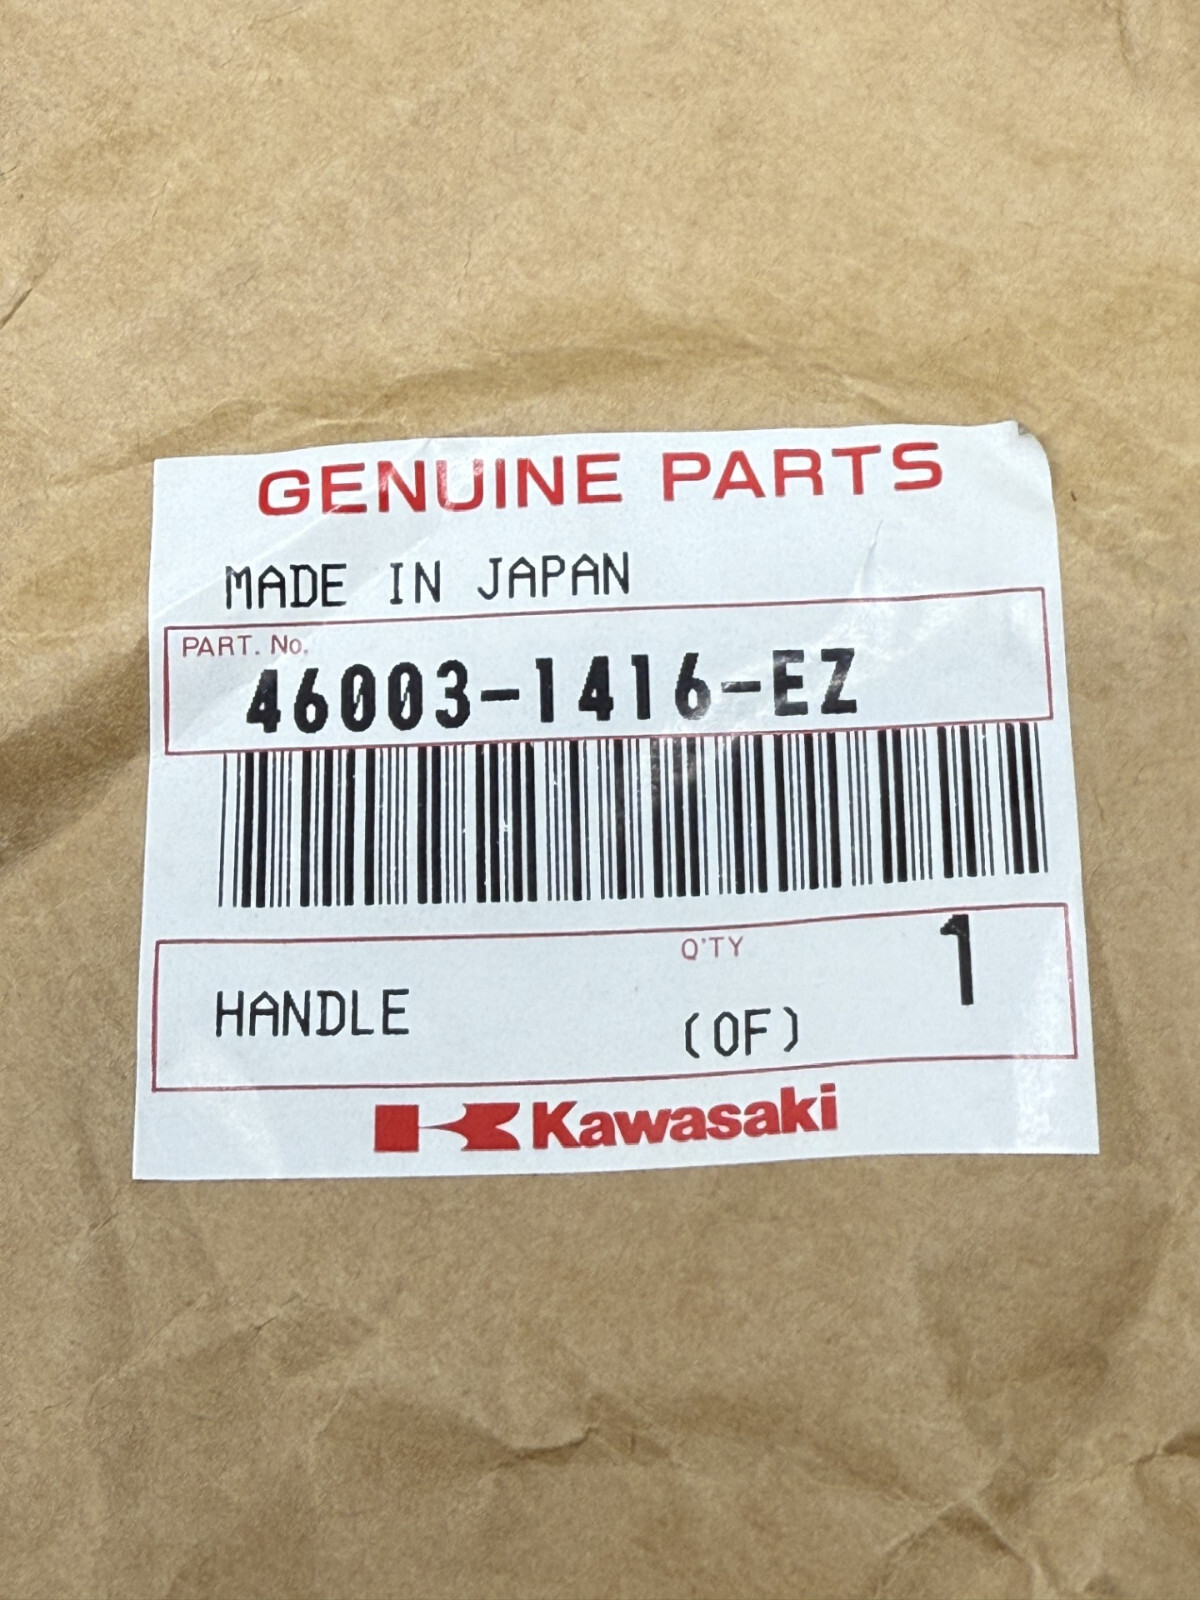 GENUINE PARTS
MADE IN JAPAN
PART. No.
46003-1416-EZ
Q'TY 1
HANDLE (OF)
Kawasaki